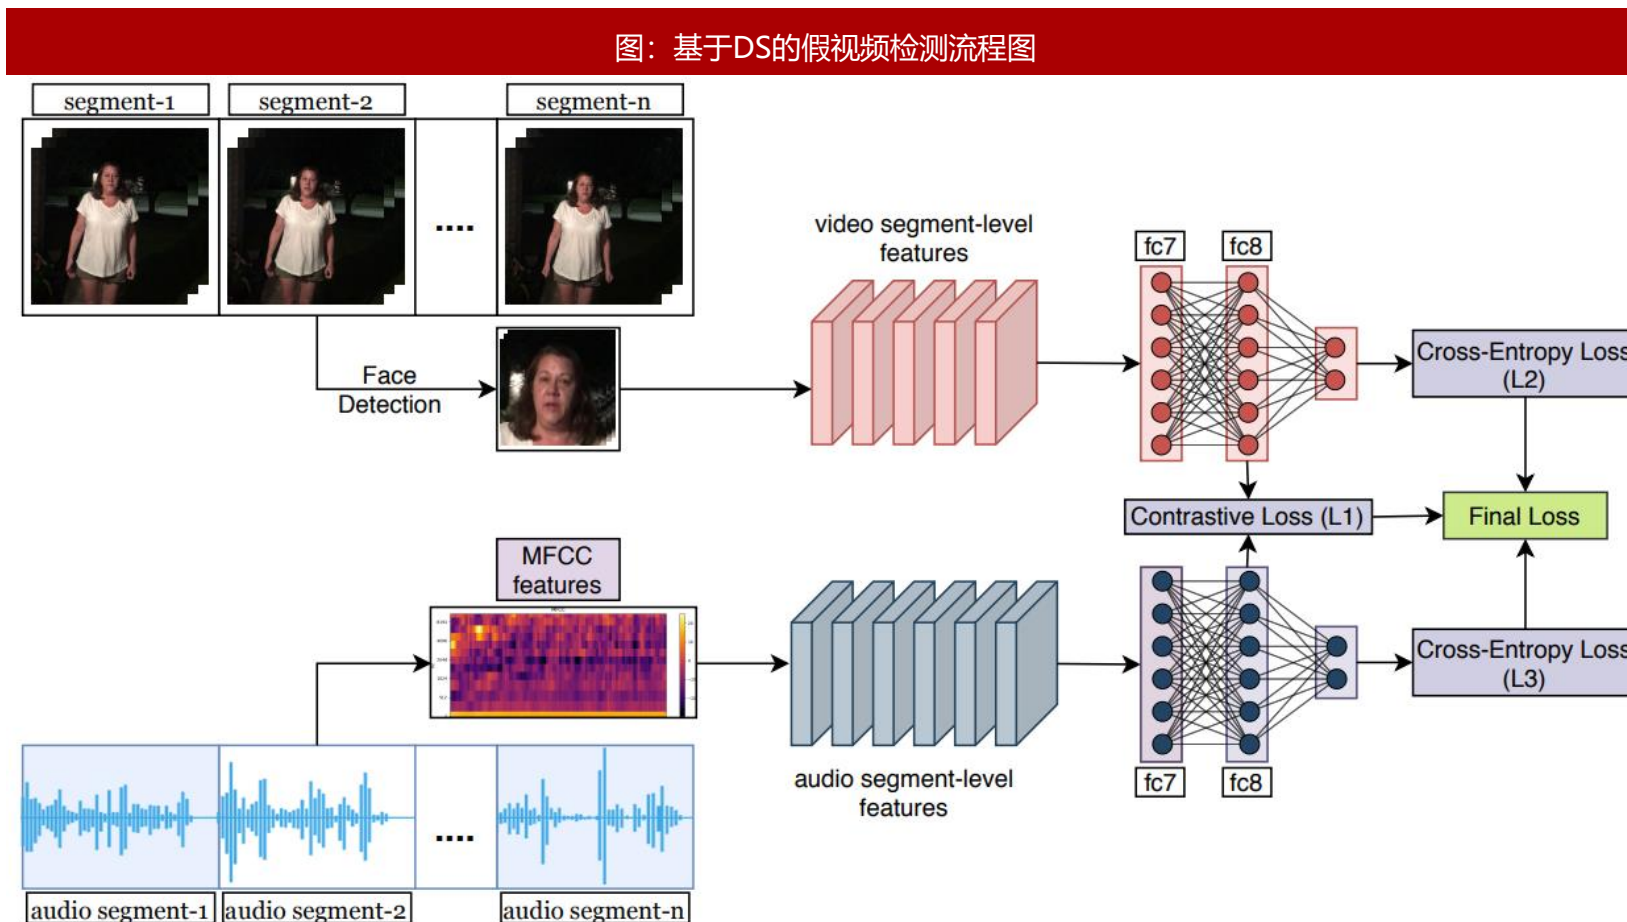 图：基于DS的假视频检测流程图
segment-1
segment-2
segment-n
....
video segment-level
features
fc7
fc8
Face
Detection
Cross-Entropy Loss
(L2)
Contrastive Loss (L1)
Final Loss
MFCC
features
MFCC
audio segment-level
features
fc7
fc8
Cross-Entropy Loss
(L3)
....
audio segment-1
audio segment-2
audio segment-n